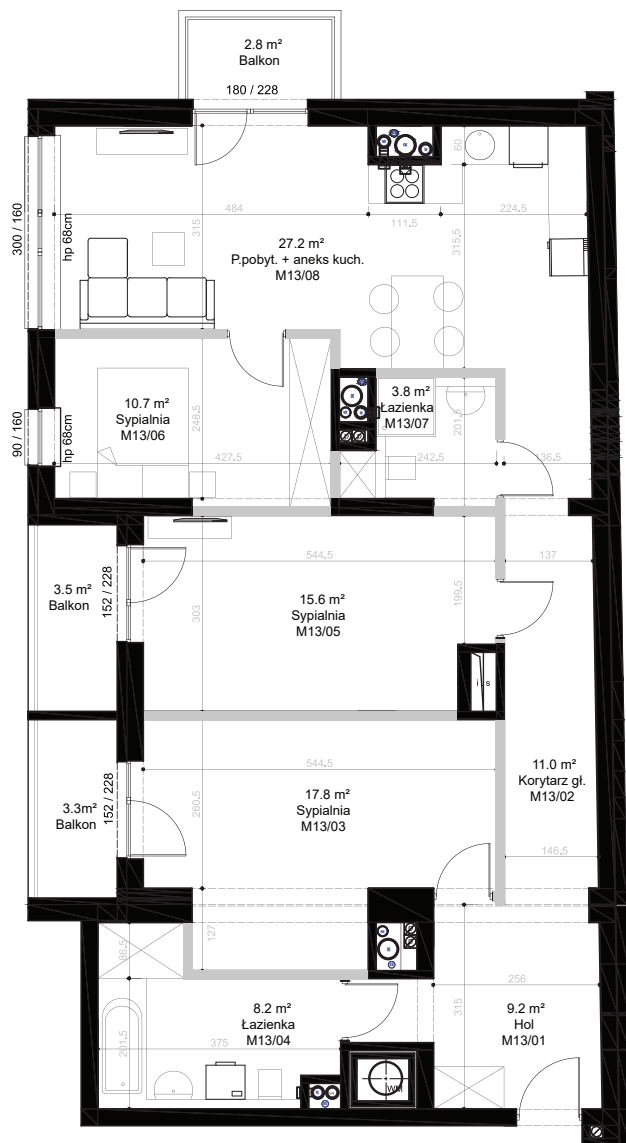 2.8 m²
Balkon
180 / 228
60
300 / 160
hp 68cm
484
315
111.5
315.5
224.5
27.2 m²
P.pobyt. + aneks kuch.
M13/08
90 / 160
hp 68cm
10.7 m²
Sypialnia
M13/06
248.5
427.5
3.8 m²
Łazienka
M13/07
201.5
242.5
136.5
3.5 m²
Balkon
152 / 228
544.5
303
199.5
137
15.6 m²
Sypialnia
M13/05
s
3.3m²
Balkon
152 / 228
544.5
260.5
17.8 m²
Sypialnia
M13/03
11.0 m²
Korytarz gł.
M13/02
146.5
127
86.5
201.5
375
8.2 m²
Łazienka
M13/04
WM
256
315
9.2 m²
Hol
M13/01